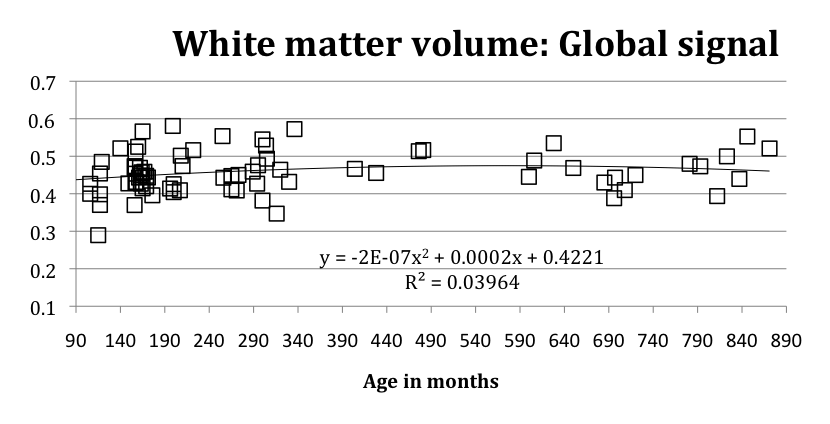 White matter volume: Global signal
0.7
0.6
0.5
0.4
0.3
0.2
0.1
y = -2E-07x² + 0.0002x + 0.4221
R² = 0.03964
90 140 190 240 290 340 390 440 490 540 590 640 690 740 790 840 890
Age in months